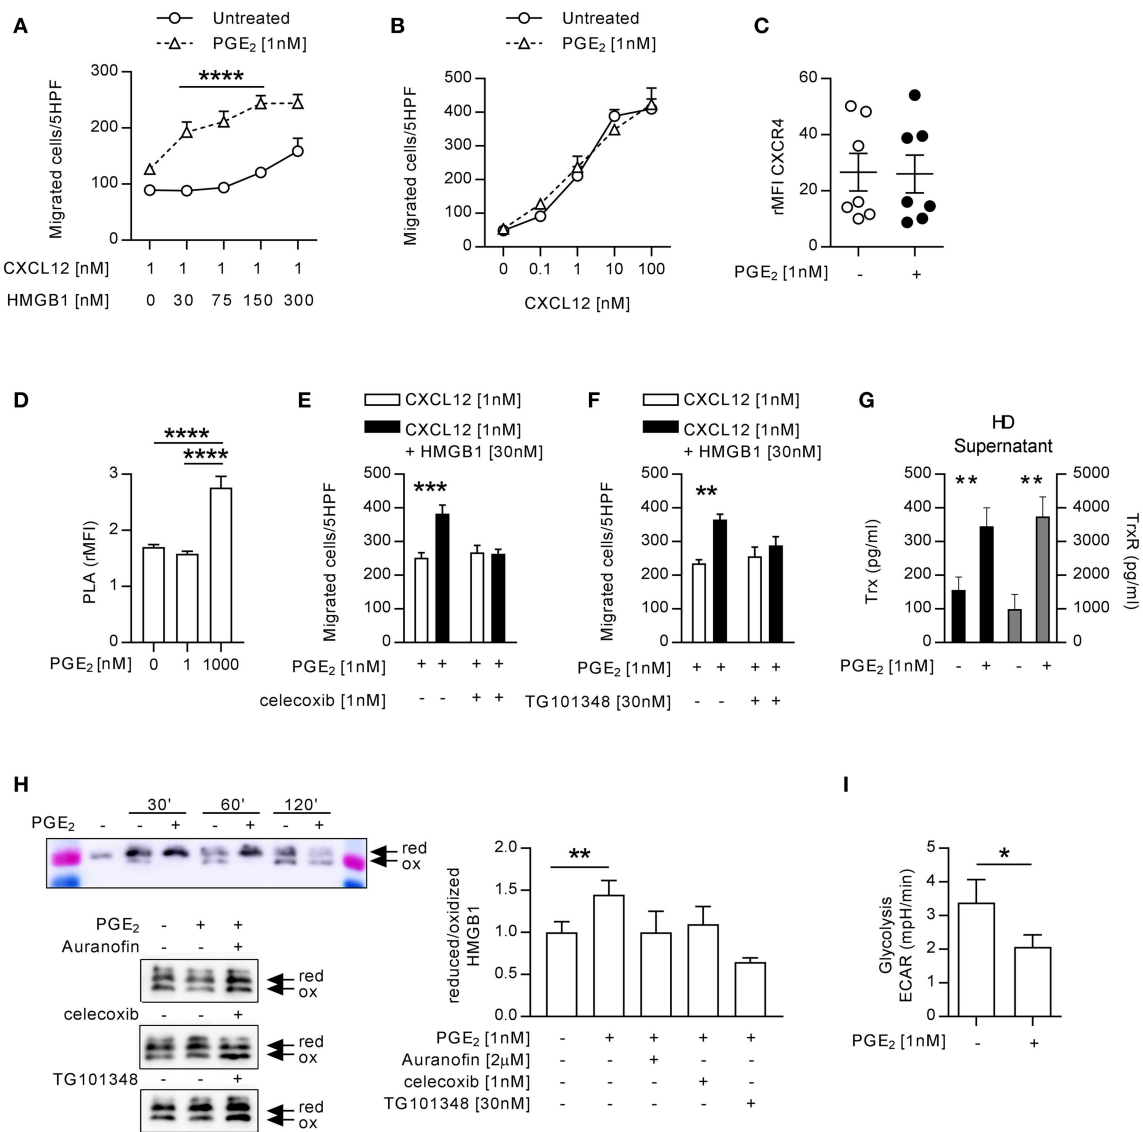 A
Untreated
PGE2 [1nM]
****
Migrated cells/5HPF
300
200
100
0
CXCL12 [nM] 1 1 1 1 1
HMGB1 [nM] 0 30 75 150 300
B
Untreated
PGE2 [1nM]
Migrated cells/5HPF
500
400
300
200
100
0
0 0.1 1 10 100
CXCL12 [nM]
C
rMFI CXCR4
60
40
20
0
PGE2 [1nM] - +
D
****
****
PLA (rMFI)
3
2
1
0
PGE2 [nM] 0 1 1000
E
CXCL12 [1nM]
CXCL12 [1nM]
+ HMGB1 [30nM]
***
Migrated cells/5HPF
500
400
300
200
100
0
PGE2 [1nM] + + + +
celecoxib [1nM] - - + +
F
CXCL12 [1nM]
CXCL12 [1nM]
+ HMGB1 [30nM]
**
Migrated cells/5HPF
500
400
300
200
100
0
PGE2 [1nM] + + + +
TG101348 [30nM] - - + +
G
HD
Supernatant
** **
Trx (pg/ml)
500
400
300
200
100
0
5000
4000
3000
2000
1000
0
TrxR (pg/ml)
PGE2 [1nM] - + - +
H
30' 60' 120'
PGE2 - - + - + - +
red
ox
PGE2 - + +
Auranofin - - +
red
ox
celecoxib - - +
red
ox
TG101348 - - +
red
ox
**
reduced/oxidized
HMGB1
2.0
1.5
1.0
0.5
0.0
PGE2 [1nM] - + + + +
Auranofin [2µM] - - + - -
celecoxib [1nM] - - - + -
TG101348 [30nM] - - - - +
I
*
Glycolysis
ECAR (mpH/min)
5
4
3
2
1
0
PGE2 [1nM] - +